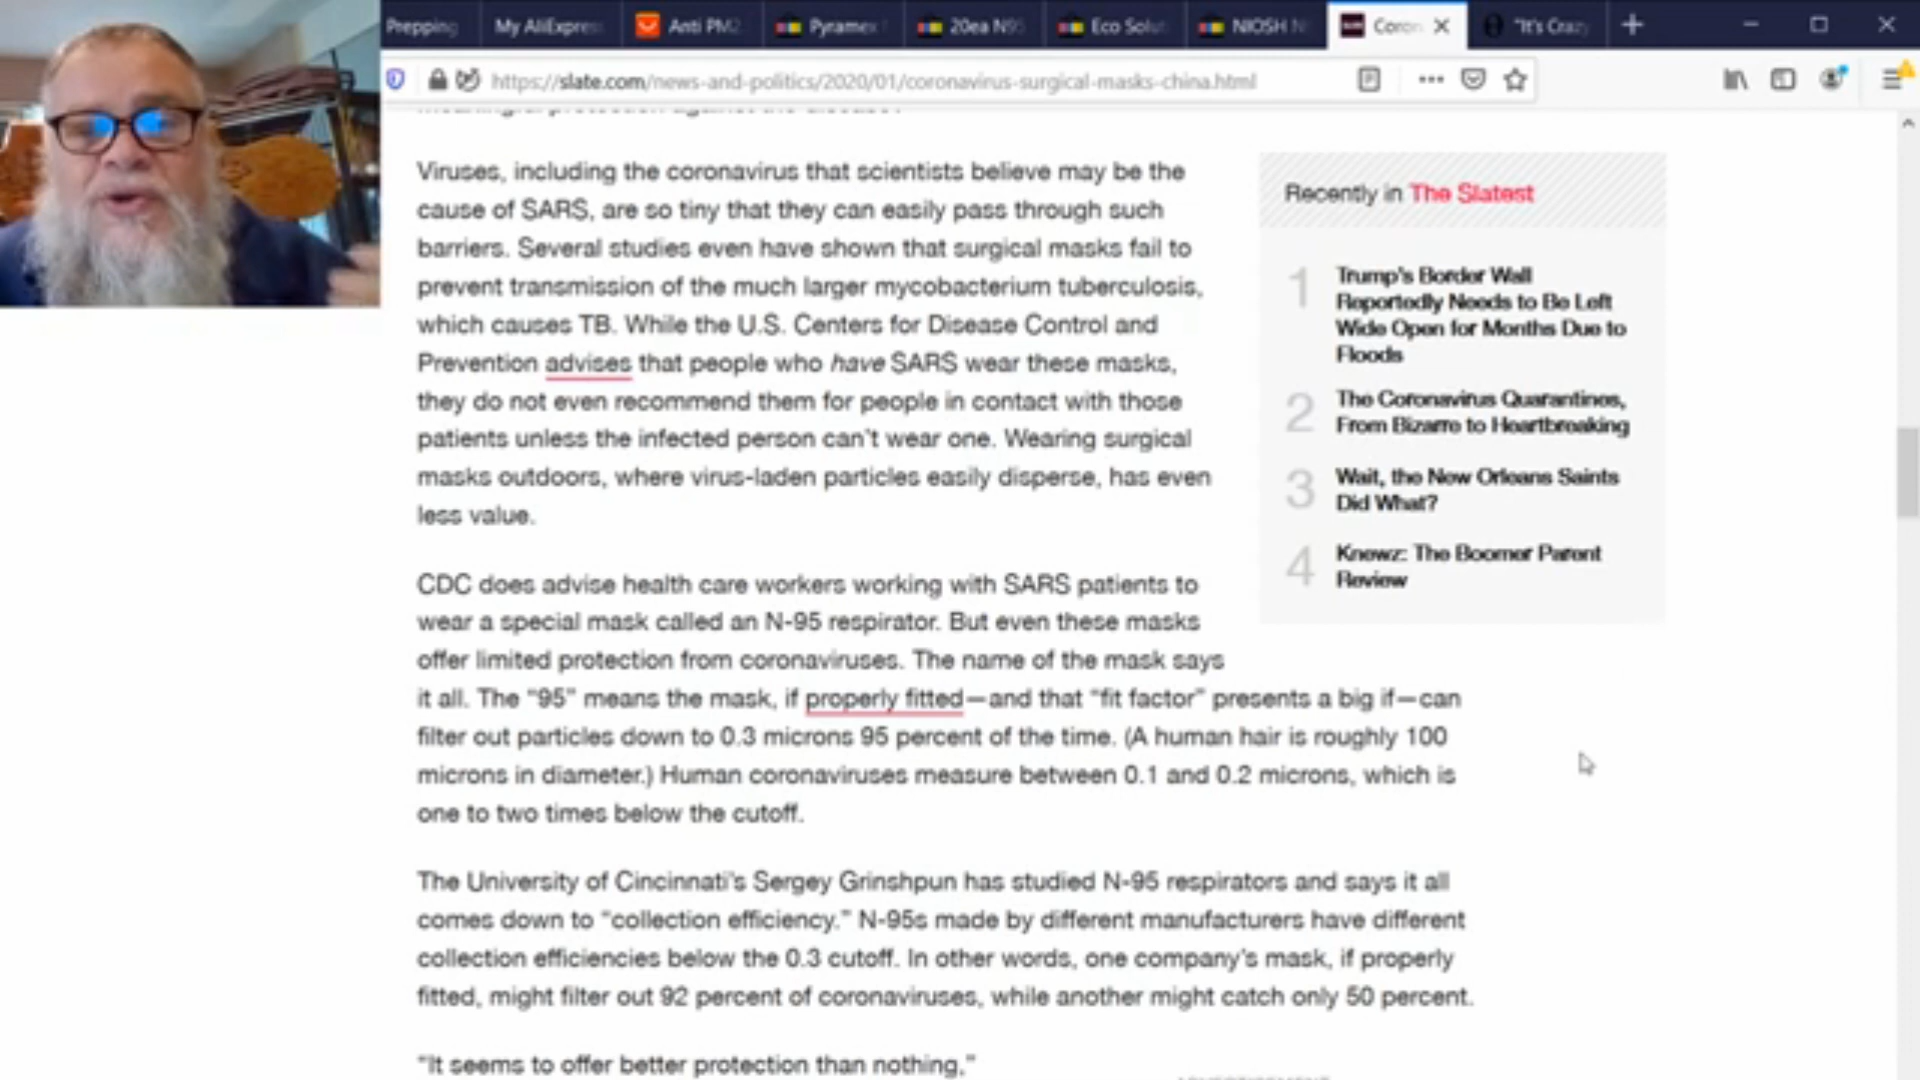 Prepping
My AliExpres
Anti PM2
Pyramex
20ea N95
Eco Solut
NIOSH N
Coron
"It's Crazy
https://slate.com/news-and-politics/2020/01/coronavirus-surgical-masks-china.html
meaningful protection against the disease?
Viruses, including the coronavirus that scientists believe may be the
cause of SARS, are so tiny that they can easily pass through such
barriers. Several studies even have shown that surgical masks fail to
prevent transmission of the much larger mycobacterium tuberculosis,
which causes TB. While the U.S. Centers for Disease Control and
Prevention advises that people who have SARS wear these masks,
they do not even recommend them for people in contact with those
patients unless the infected person can't wear one. Wearing surgical
masks outdoors, where virus-laden particles easily disperse, has even
less value.
CDC does advise health care workers working with SARS patients to
wear a special mask called an N-95 respirator. But even these masks
offer limited protection from coronaviruses. The name of the mask says
it all. The "95" means the mask, if properly fitted—and that "fit factor" presents a big if—can
filter out particles down to 0.3 microns 95 percent of the time. (A human hair is roughly 100
microns in diameter.) Human coronaviruses measure between 0.1 and 0.2 microns, which is
one to two times below the cutoff.
The University of Cincinnati's Sergey Grinshpun has studied N-95 respirators and says it all
comes down to "collection efficiency." N-95s made by different manufacturers have different
collection efficiencies below the 0.3 cutoff. In other words, one company's mask, if properly
fitted, might filter out 92 percent of coronaviruses, while another might catch only 50 percent.
"It seems to offer better protection than nothing,"
ADVERTISEMENT
Recently in The Slatest
1 Trump's Border Wall
Reportedly Needs to Be Left
Wide Open for Months Due to
Floods
2 The Coronavirus Quarantines,
From Bizarre to Heartbreaking
3 Wait, the New Orleans Saints
Did What?
4 Knewz: The Boomer Parent
Review